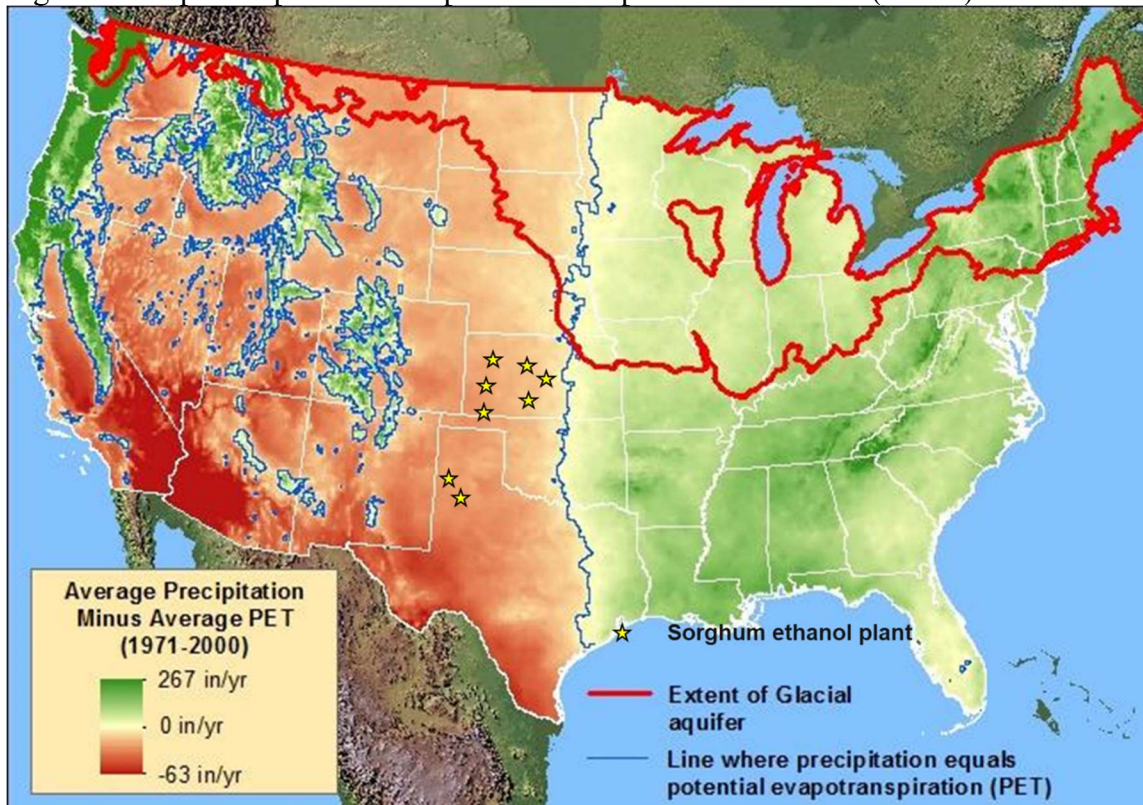 Average Precipitation
Minus Average PET
(1971-2000)
267 in/yr
0 in/yr
-63 in/yr
Sorghum ethanol plant
Extent of Glacial
aquifer
Line where precipitation equals
potential evapotranspiration (PET)